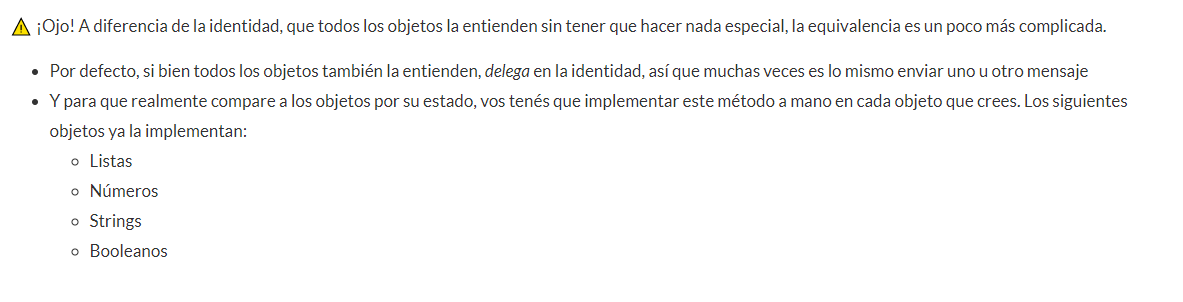 ¡Ojo! A diferencia de la identidad, que todos los objetos la entienden sin tener que hacer nada especial, la equivalencia es un poco más complicada.
Por defecto, si bien todos los objetos también la entienden, delega en la identidad, así que muchas veces es lo mismo enviar uno u otro mensaje
Y para que realmente compare a los objetos por su estado, vos tenés que implementar este método a mano en cada objeto que crees. Los siguientes
objetos ya la implementan:
Listas
Números
Strings
Booleanos